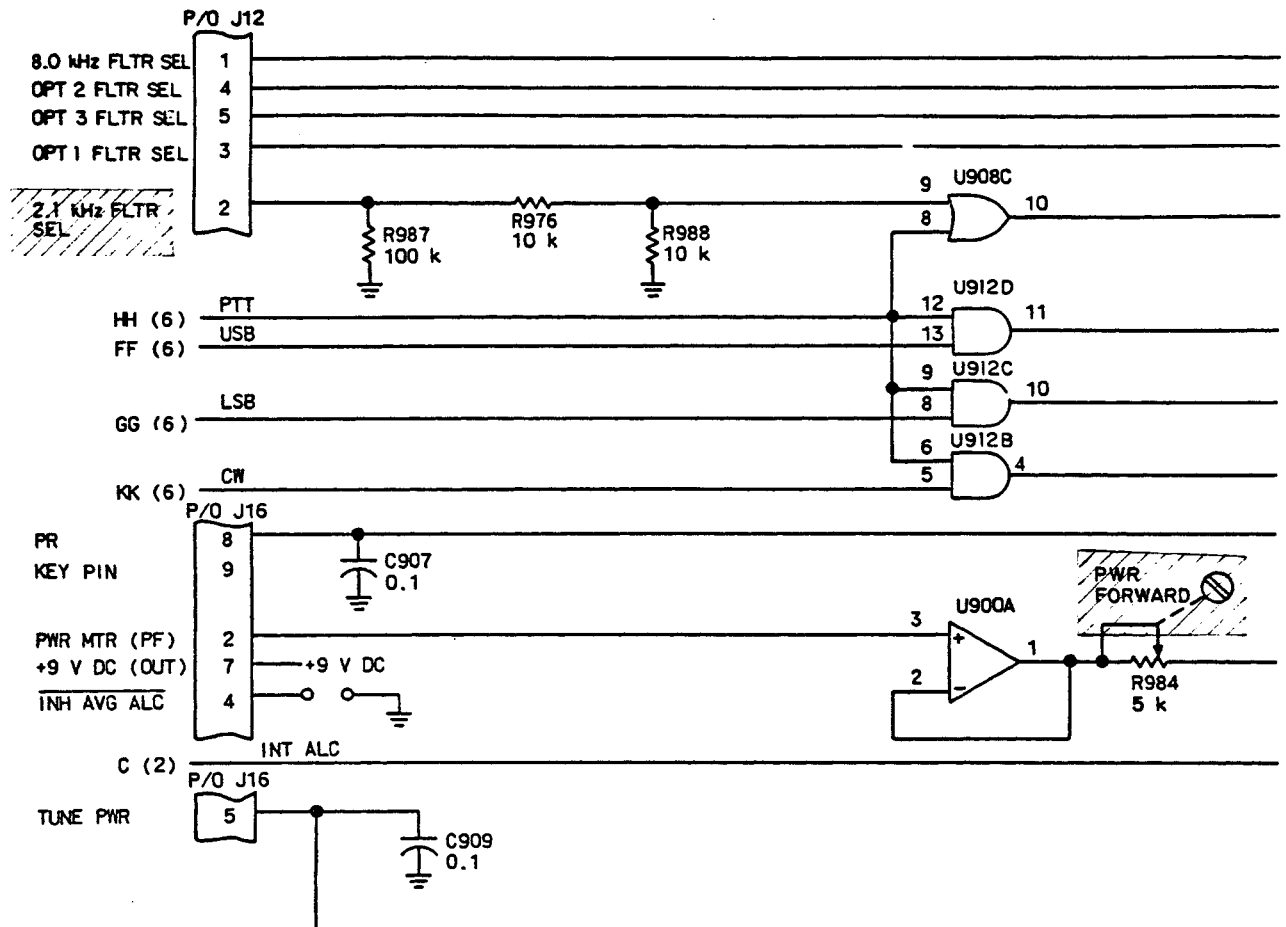 P/O J12
8.0 kHz FLTR SEL 1
OPT 2 FLTR SEL 4
OPT 3 FLTR SEL 5
OPT 1 FLTR SEL 3
2.1 kHz FLTR
SEL
2
R987
100 k
R976
10 k
R988
10 k
9
8
U908C
10
HH (6) PTT
FF (6) USB
12
13
U912D
11
GG (6) LSB
9
8
U912C
10
KK (6) CW
6
5
U912B
4
P/O J16
PR 8
KEY PIN 9
C907
0.1
PWR MTR (PF) 2
+9 V DC (OUT) 7 +9 V DC
INH AVG ALC 4
3
2
U900A
+
−
1
PWR
FORWARD
R984
5 k
C (2) INT ALC
P/O J16
TUNE PWR 5
C909
0.1